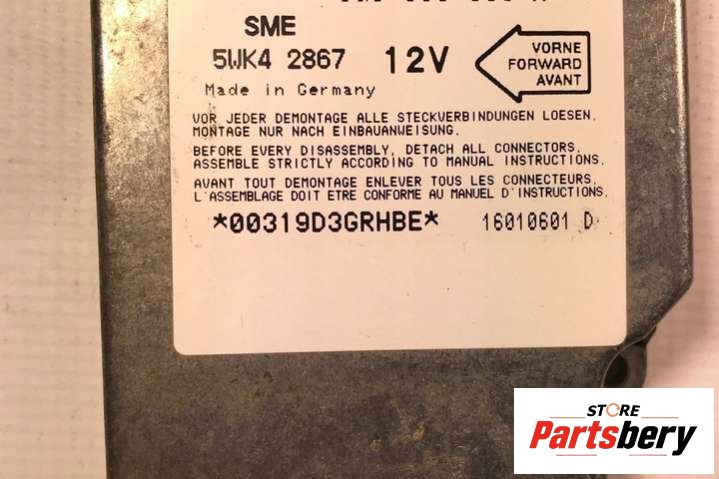 SME
5WK4 2867 12V
VORNE
FORWARD
AVANT
Made in Germany
VOR JEDER DEMONTAGE ALLE STECKVERBINDUNGEN LOESEN.
MONTAGE NUR NACH EINBAUANWEISUNG.
BEFORE EVERY DISASSEMBLY, DETACH ALL CONNECTORS.
ASSEMBLE STRICTLY ACCORDING TO MANUAL INSTRUCTIONS.
AVANT TOUT DEMONTAGE ENLEVER TOUS LES CONNECTEURS.
L'ASSEMBLAGE DOIT ETRE CONFORME AU MANUEL D'INSTRUCTIONS.
*00319D3GRHBE* 16010601 D
STORE
Partsbery